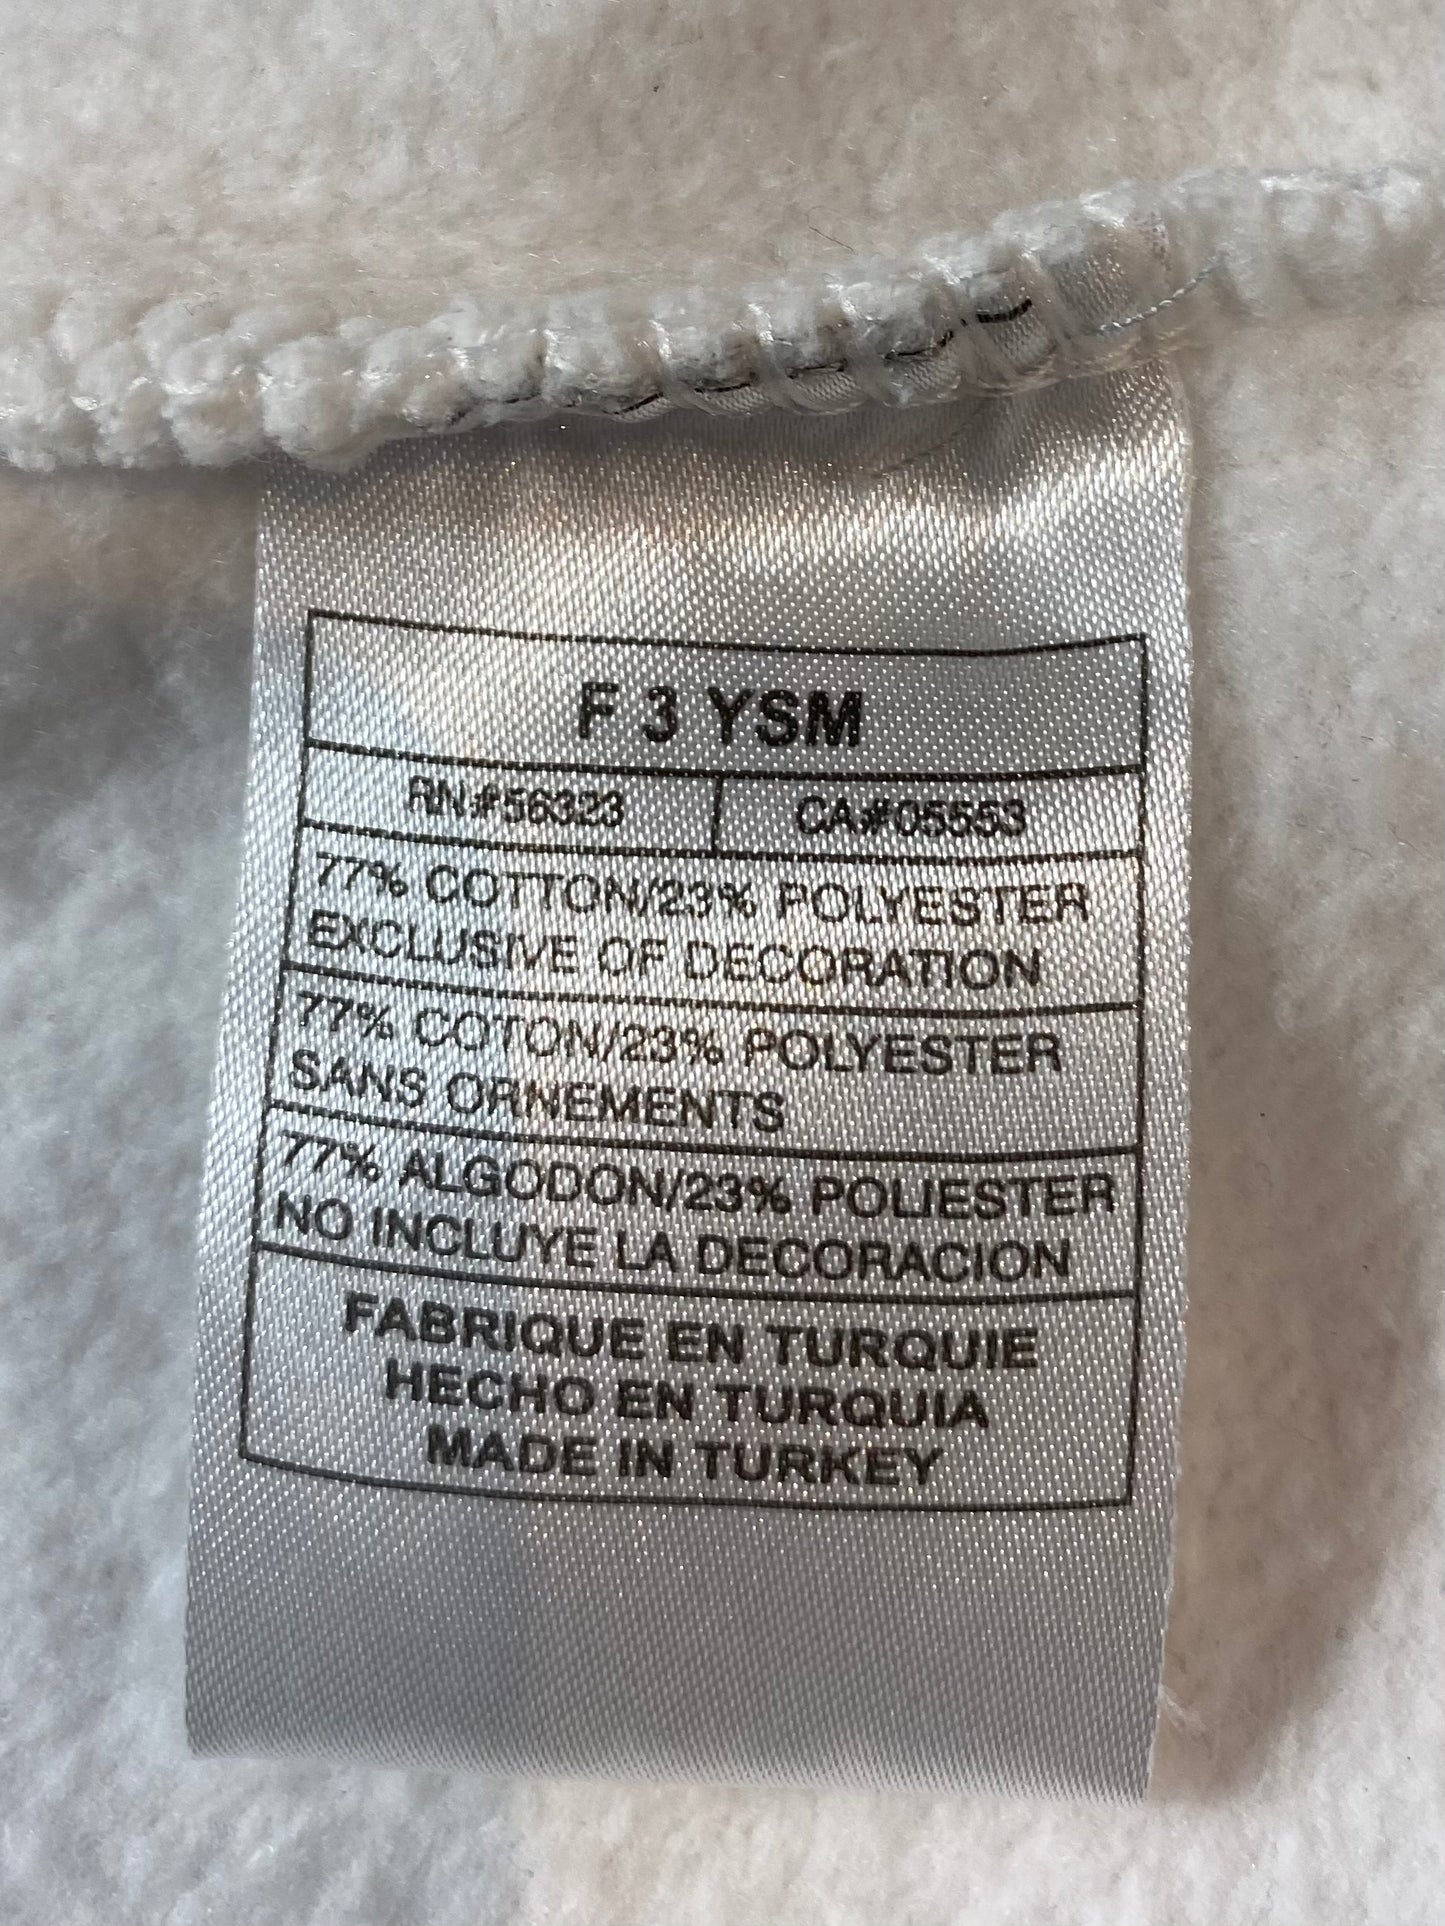 F 3 YSM
RN#56323 CA#05553
77% COTTON/23% POLYESTER
EXCLUSIVE OF DECORATION
77% COTON/23% POLYESTER
SANS ORNEMENTS
77% ALGODON/23% POLIESTER
NO INCLUYE LA DECORACION
FABRIQUE EN TURQUIE
HECHO EN TURQUIA
MADE IN TURKEY